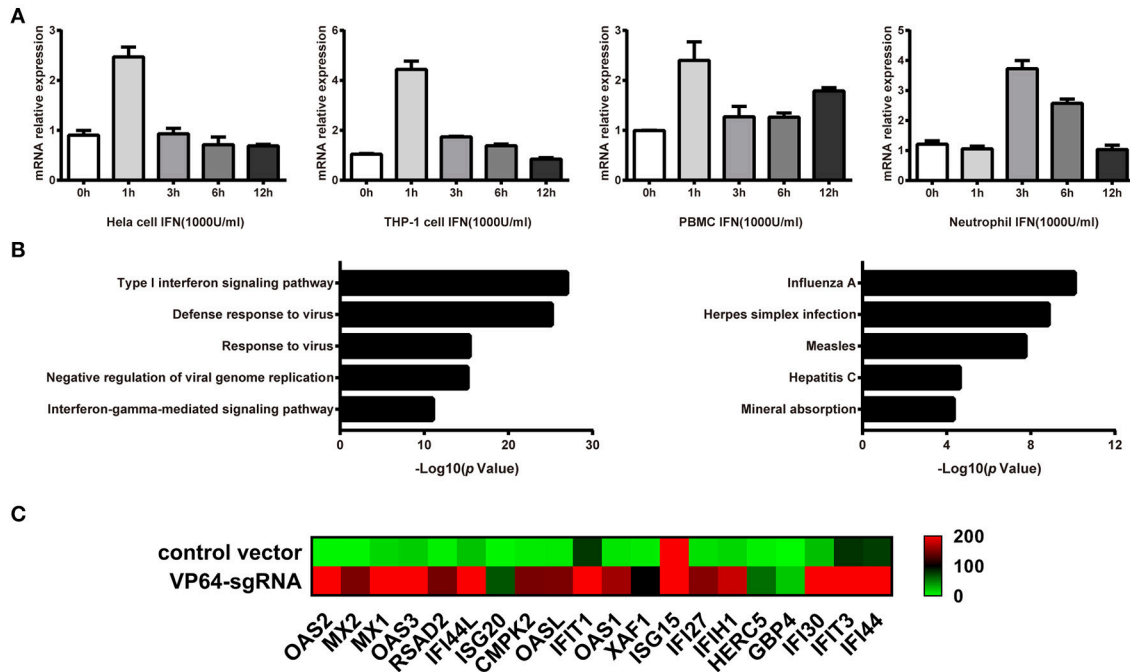 A
mRNA relative expression
3
2
1
0
0h 1h 3h 6h 12h
Hela cell IFN(1000U/ml)
mRNA relative expression
6
4
2
0
0h 1h 3h 6h 12h
THP-1 cell IFN(1000U/ml)
mRNA relative expression
3
2
1
0
0h 1h 3h 6h 12h
PBMC IFN(1000U/ml)
mRNA relative expression
5
4
3
2
1
0
0h 1h 3h 6h 12h
Neutrophil IFN(1000U/ml)
B
Type I interferon signaling pathway
Defense response to virus
Response to virus
Negative regulation of viral genome replication
Interferon-gamma-mediated signaling pathway
0 10 20 30
-Log10(p Value)
Influenza A
Herpes simplex infection
Measles
Hepatitis C
Mineral absorption
0 4 8 12
-Log10(p Value)
C
control vector
VP64-sgRNA
OAS2
MX2
MX1
OAS3
RSAD2
IFI44L
ISG20
CMPK2
OASL
IFIT1
OAS1
XAF1
ISG15
IFI27
IFIH1
HERC5
GBP4
IFI30
IFIT3
IFI44
200
100
0